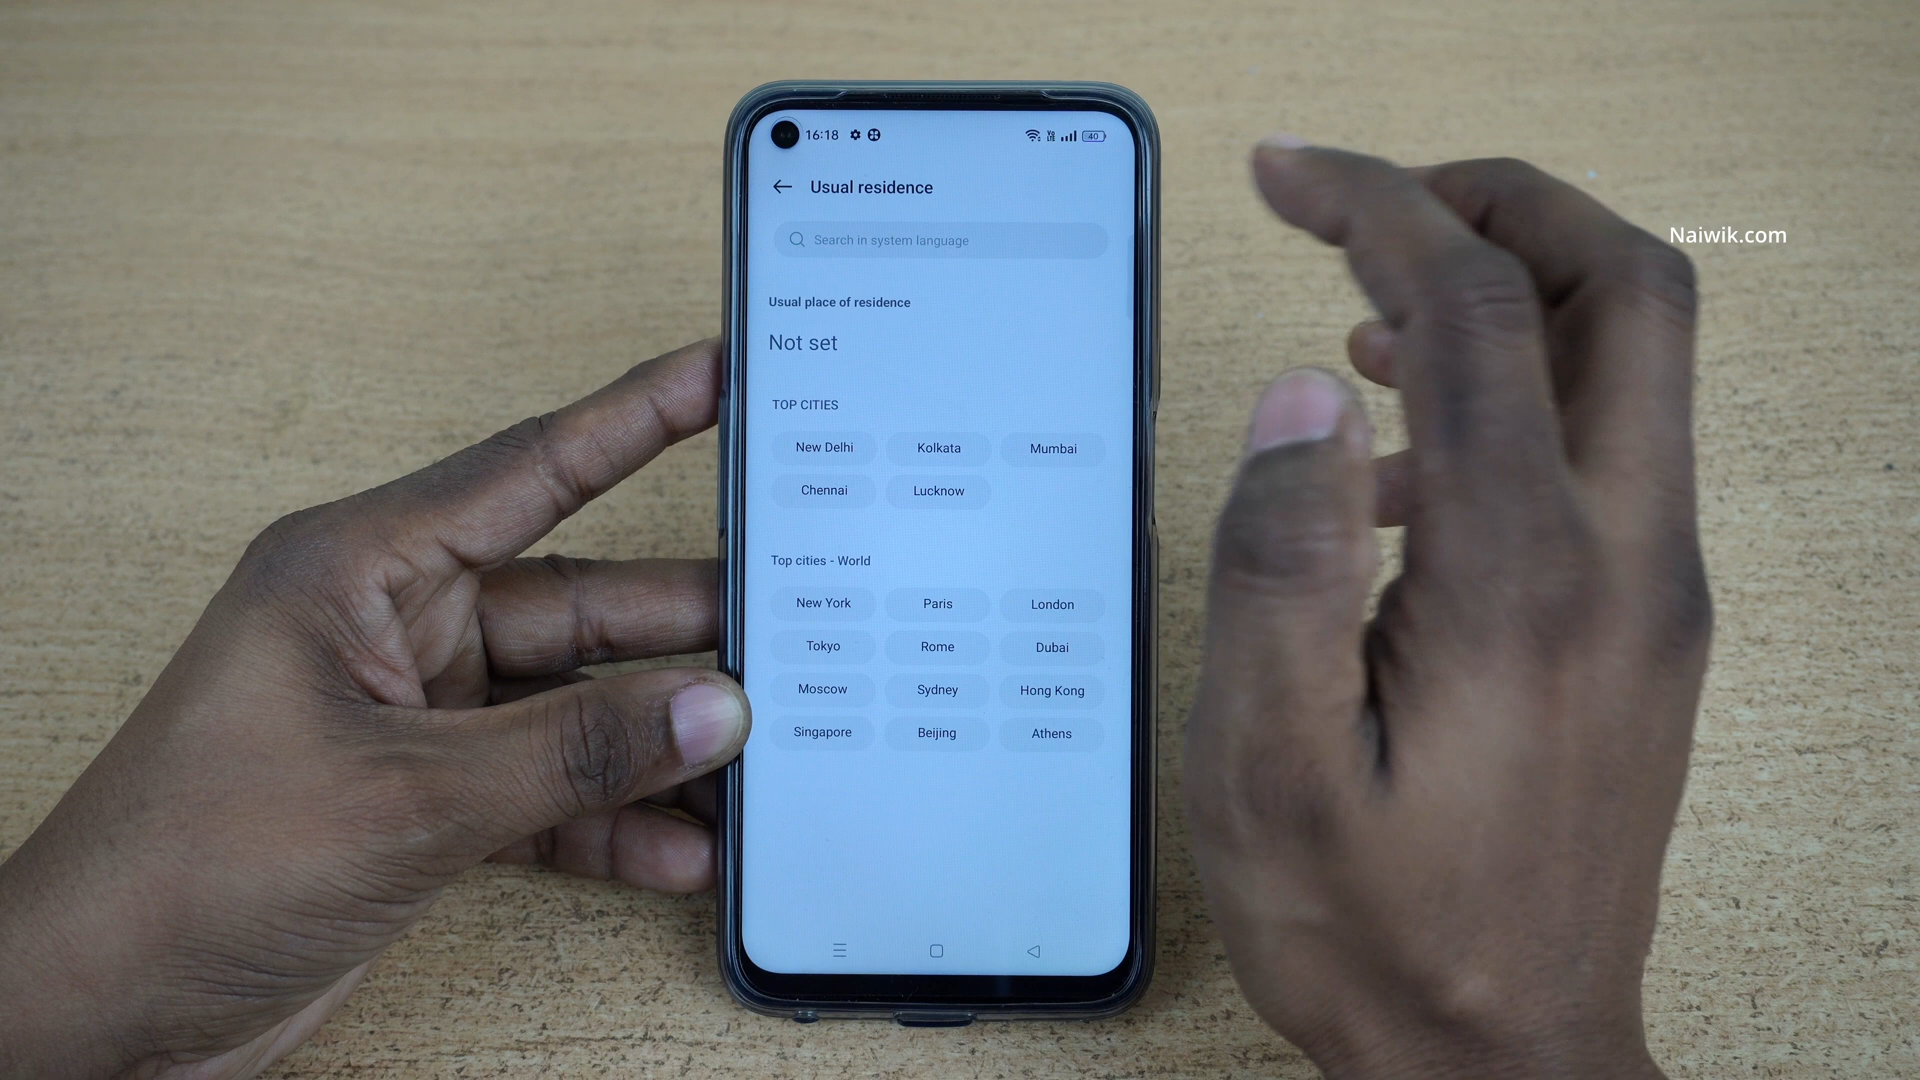 16:18
40
Usual residence
Search in system language
Naiwik.com
Usual place of residence
Not set
TOP CITIES
New Delhi Kolkata Mumbai
Chennai Lucknow
Top cities - World
New York Paris London
Tokyo Rome Dubai
Moscow Sydney Hong Kong
Singapore Beijing Athens